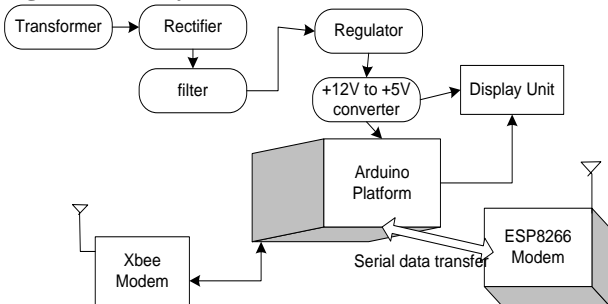 Transformer
Rectifier
Regulator
filter
+12V to +5V
converter
Display Unit
Arduino
Platform
Xbee
Modem
Serial data transfer
ESP8266
Modem